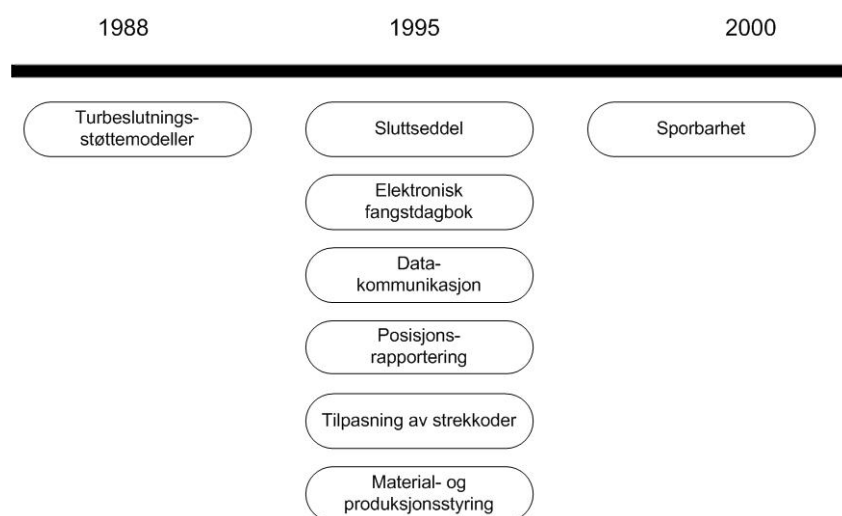 1988
1995
2000
Turbeslutnings-
støttemodeller
Sluttseddel
Sporbarhet
Elektronisk
fangstdagbok
Data-
kommunikasjon
Posisjons-
rapportering
Tilpasning av strekkoder
Material- og
produksjonsstyring